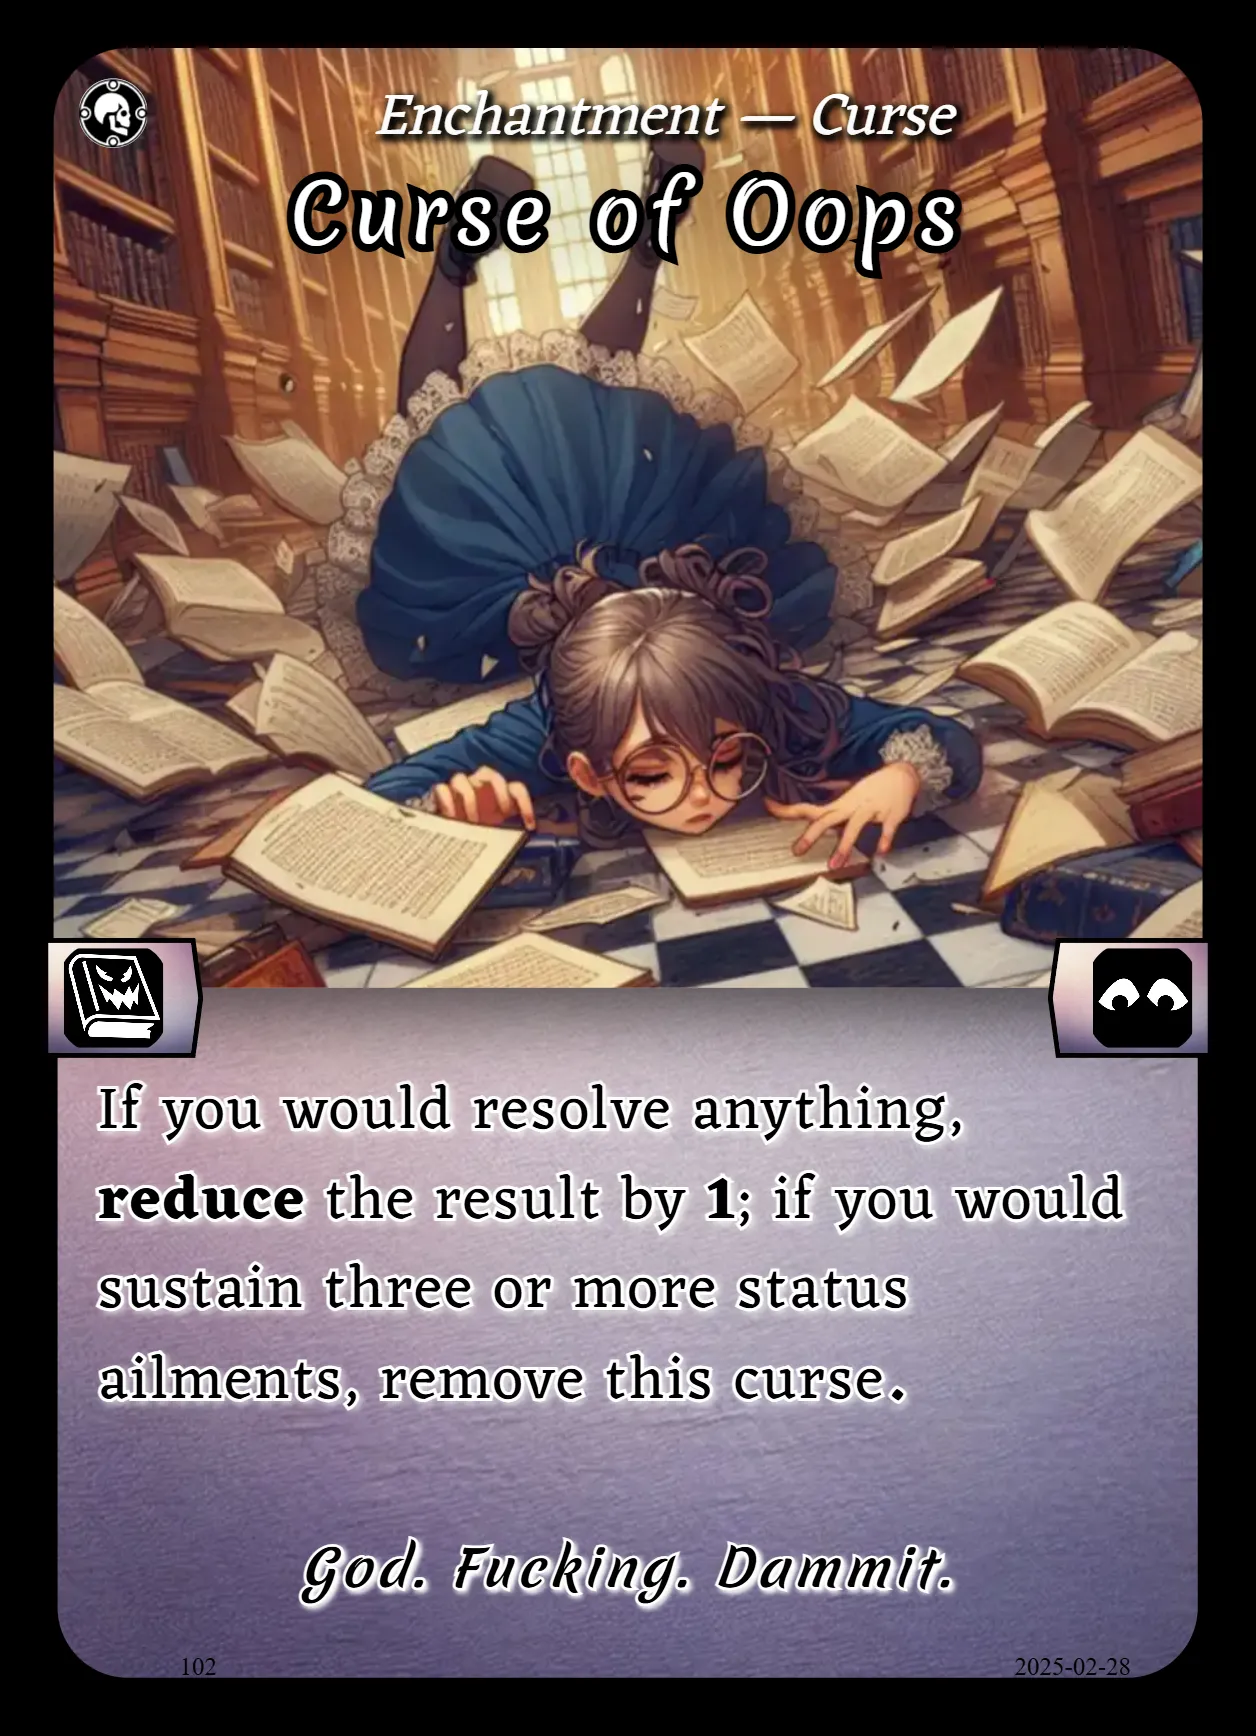 Enchantment — Curse
Curse of Oops
If you would resolve anything,
reduce the result by 1; if you would
sustain three or more status
ailments, remove this curse.
God. Fucking. Dammit.
102
2025-02-28